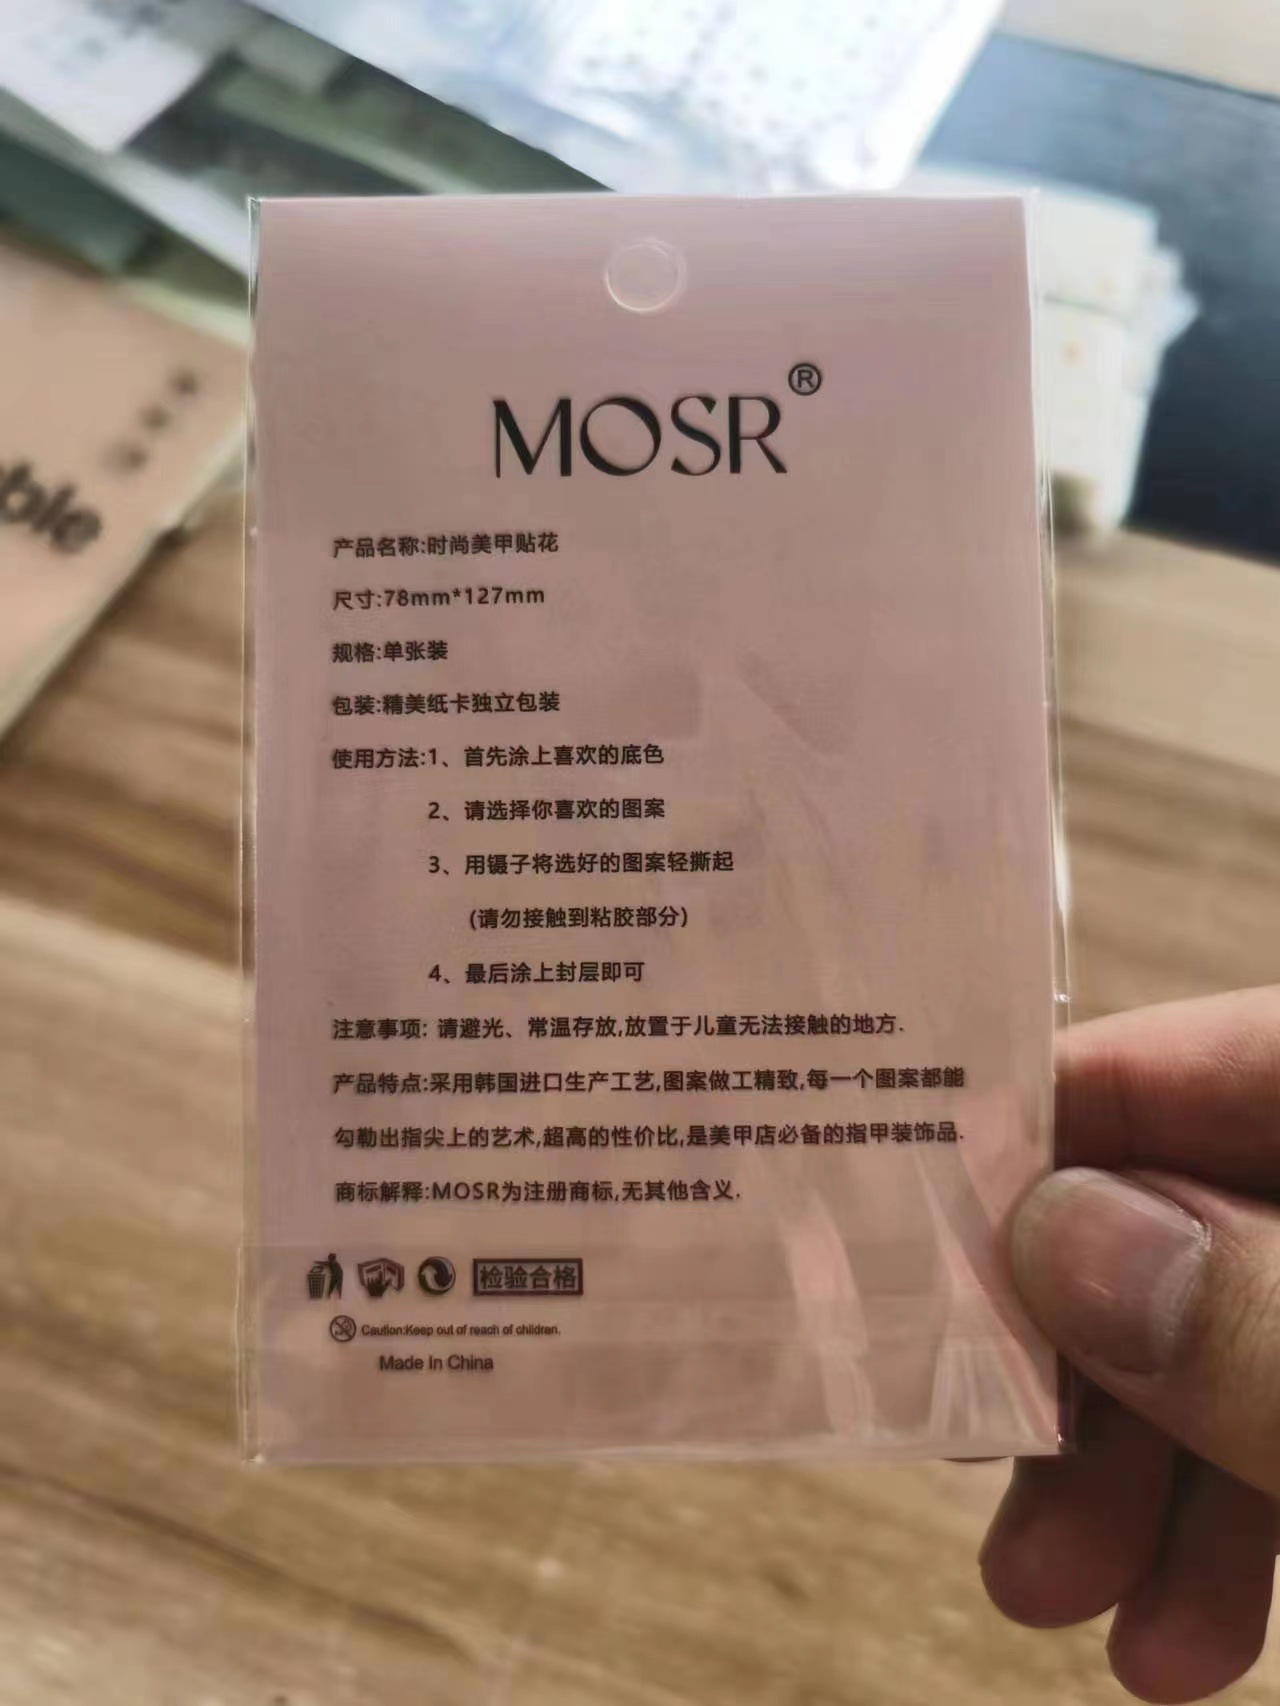 MOSR®
产品名称:时尚美甲贴花
尺寸:78mm*127mm
规格:单张装
包装:精美纸卡独立包装
使用方法:1、首先涂上喜欢的底色
2、请选择你喜欢的图案
3、用镊子将选好的图案轻撕起
(请勿接触到粘胶部分)
4、最后涂上封层即可
注意事项: 请避光、常温存放,放置于儿童无法接触的地方.
产品特点:采用韩国进口生产工艺,图案做工精致,每一个图案都能
勾勒出指尖上的艺术,超高的性价比,是美甲店必备的指甲装饰品.
商标解释:MOSR为注册商标,无其他含义.
检验合格
Caution:Keep out of reach of children.
Made In China